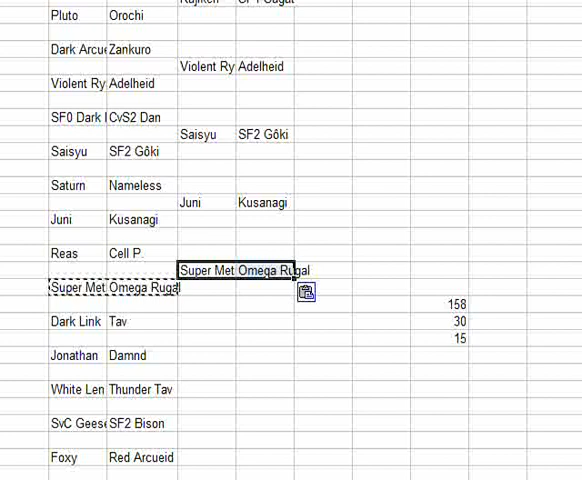 Pluto Orochi
Dark Arcue Zankuro
Violent Ry Adelheid
Violent Ry Adelheid
SF0 Dark CvS2 Dan
Saisyu SF2 Gôki
Saisyu SF2 Gôki
Saturn Nameless
Juni Kusanagi
Juni Kusanagi
Reas Cell P.
Super Met Omega Rugal
Super Met Omega Rugal
158
Dark Link Tav 30
15
Jonathan Damnd
White Len Thunder Tav
SvC Geese SF2 Bison
Foxy Red Arcueid